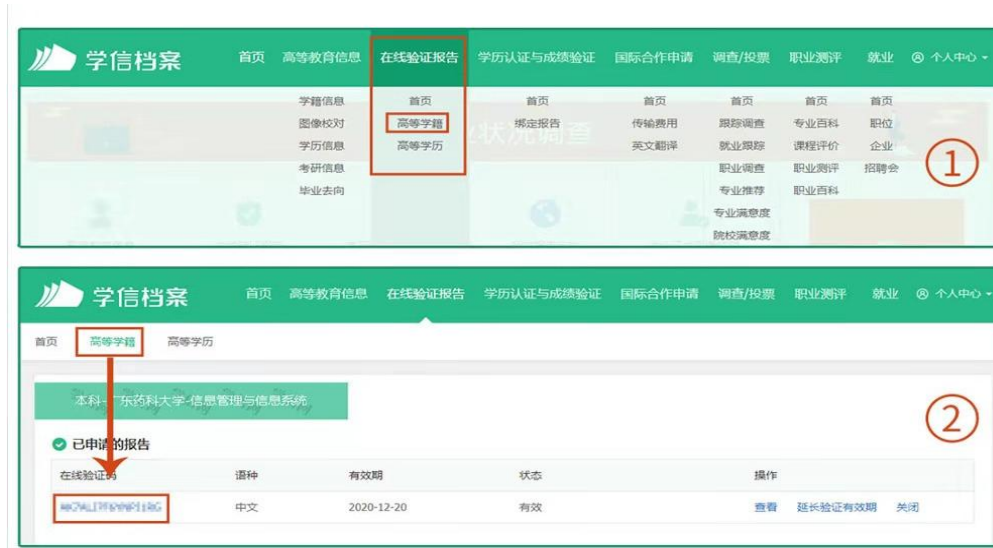 学信档案 首页 高等教育信息 在线验证报告 学历认证与成绩验证 国际合作申请 调查/投票 职业测评 就业 个人中心
学籍信息 首页 首页 首页 首页 首页 首页
图像校对 高等学籍 绑定报告 传输费用 跟踪调查 专业百科 职位
学历信息 高等学历 英文翻译 就业跟踪 课程评价 企业
考研信息 职业调查 职业测评 招聘会
毕业去向 专业推荐 职业百科
专业满意度
院校满意度
状况调查
①
学信档案 首页 高等教育信息 在线验证报告 学历认证与成绩验证 国际合作申请 调查/投票 职业测评 就业 个人中心
首页 高等学籍 高等学历
本科-广东药科大学-信息管理与信息系统
②
已申请的报告
在线验证码 语种 有效期 状态 操作
中文 2020-12-20 有效 查看 延长验证有效期 关闭